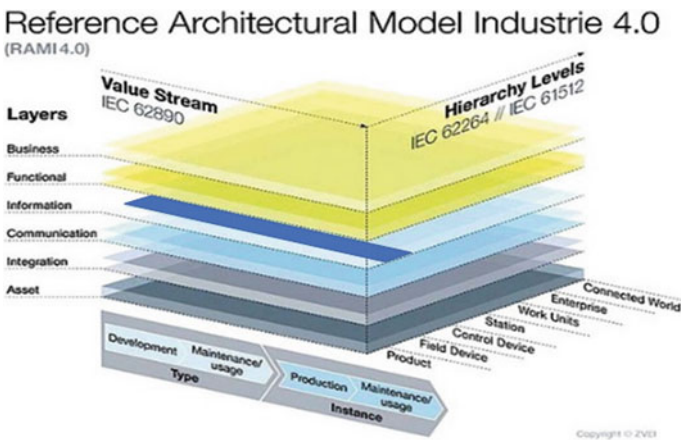 Reference Architectural Model Industrie 4.0
(RAMI 4.0)
Value Stream
IEC 62890
Hierarchy Levels
IEC 62264 // IEC 61512
Layers
Business
Functional
Information
Communication
Integration
Asset
Connected World
Enterprise
Work Units
Station
Control Device
Field Device
Product
Development
Maintenance/
usage
Type
Production
Maintenance/
usage
Instance
Copyright © ZVEI